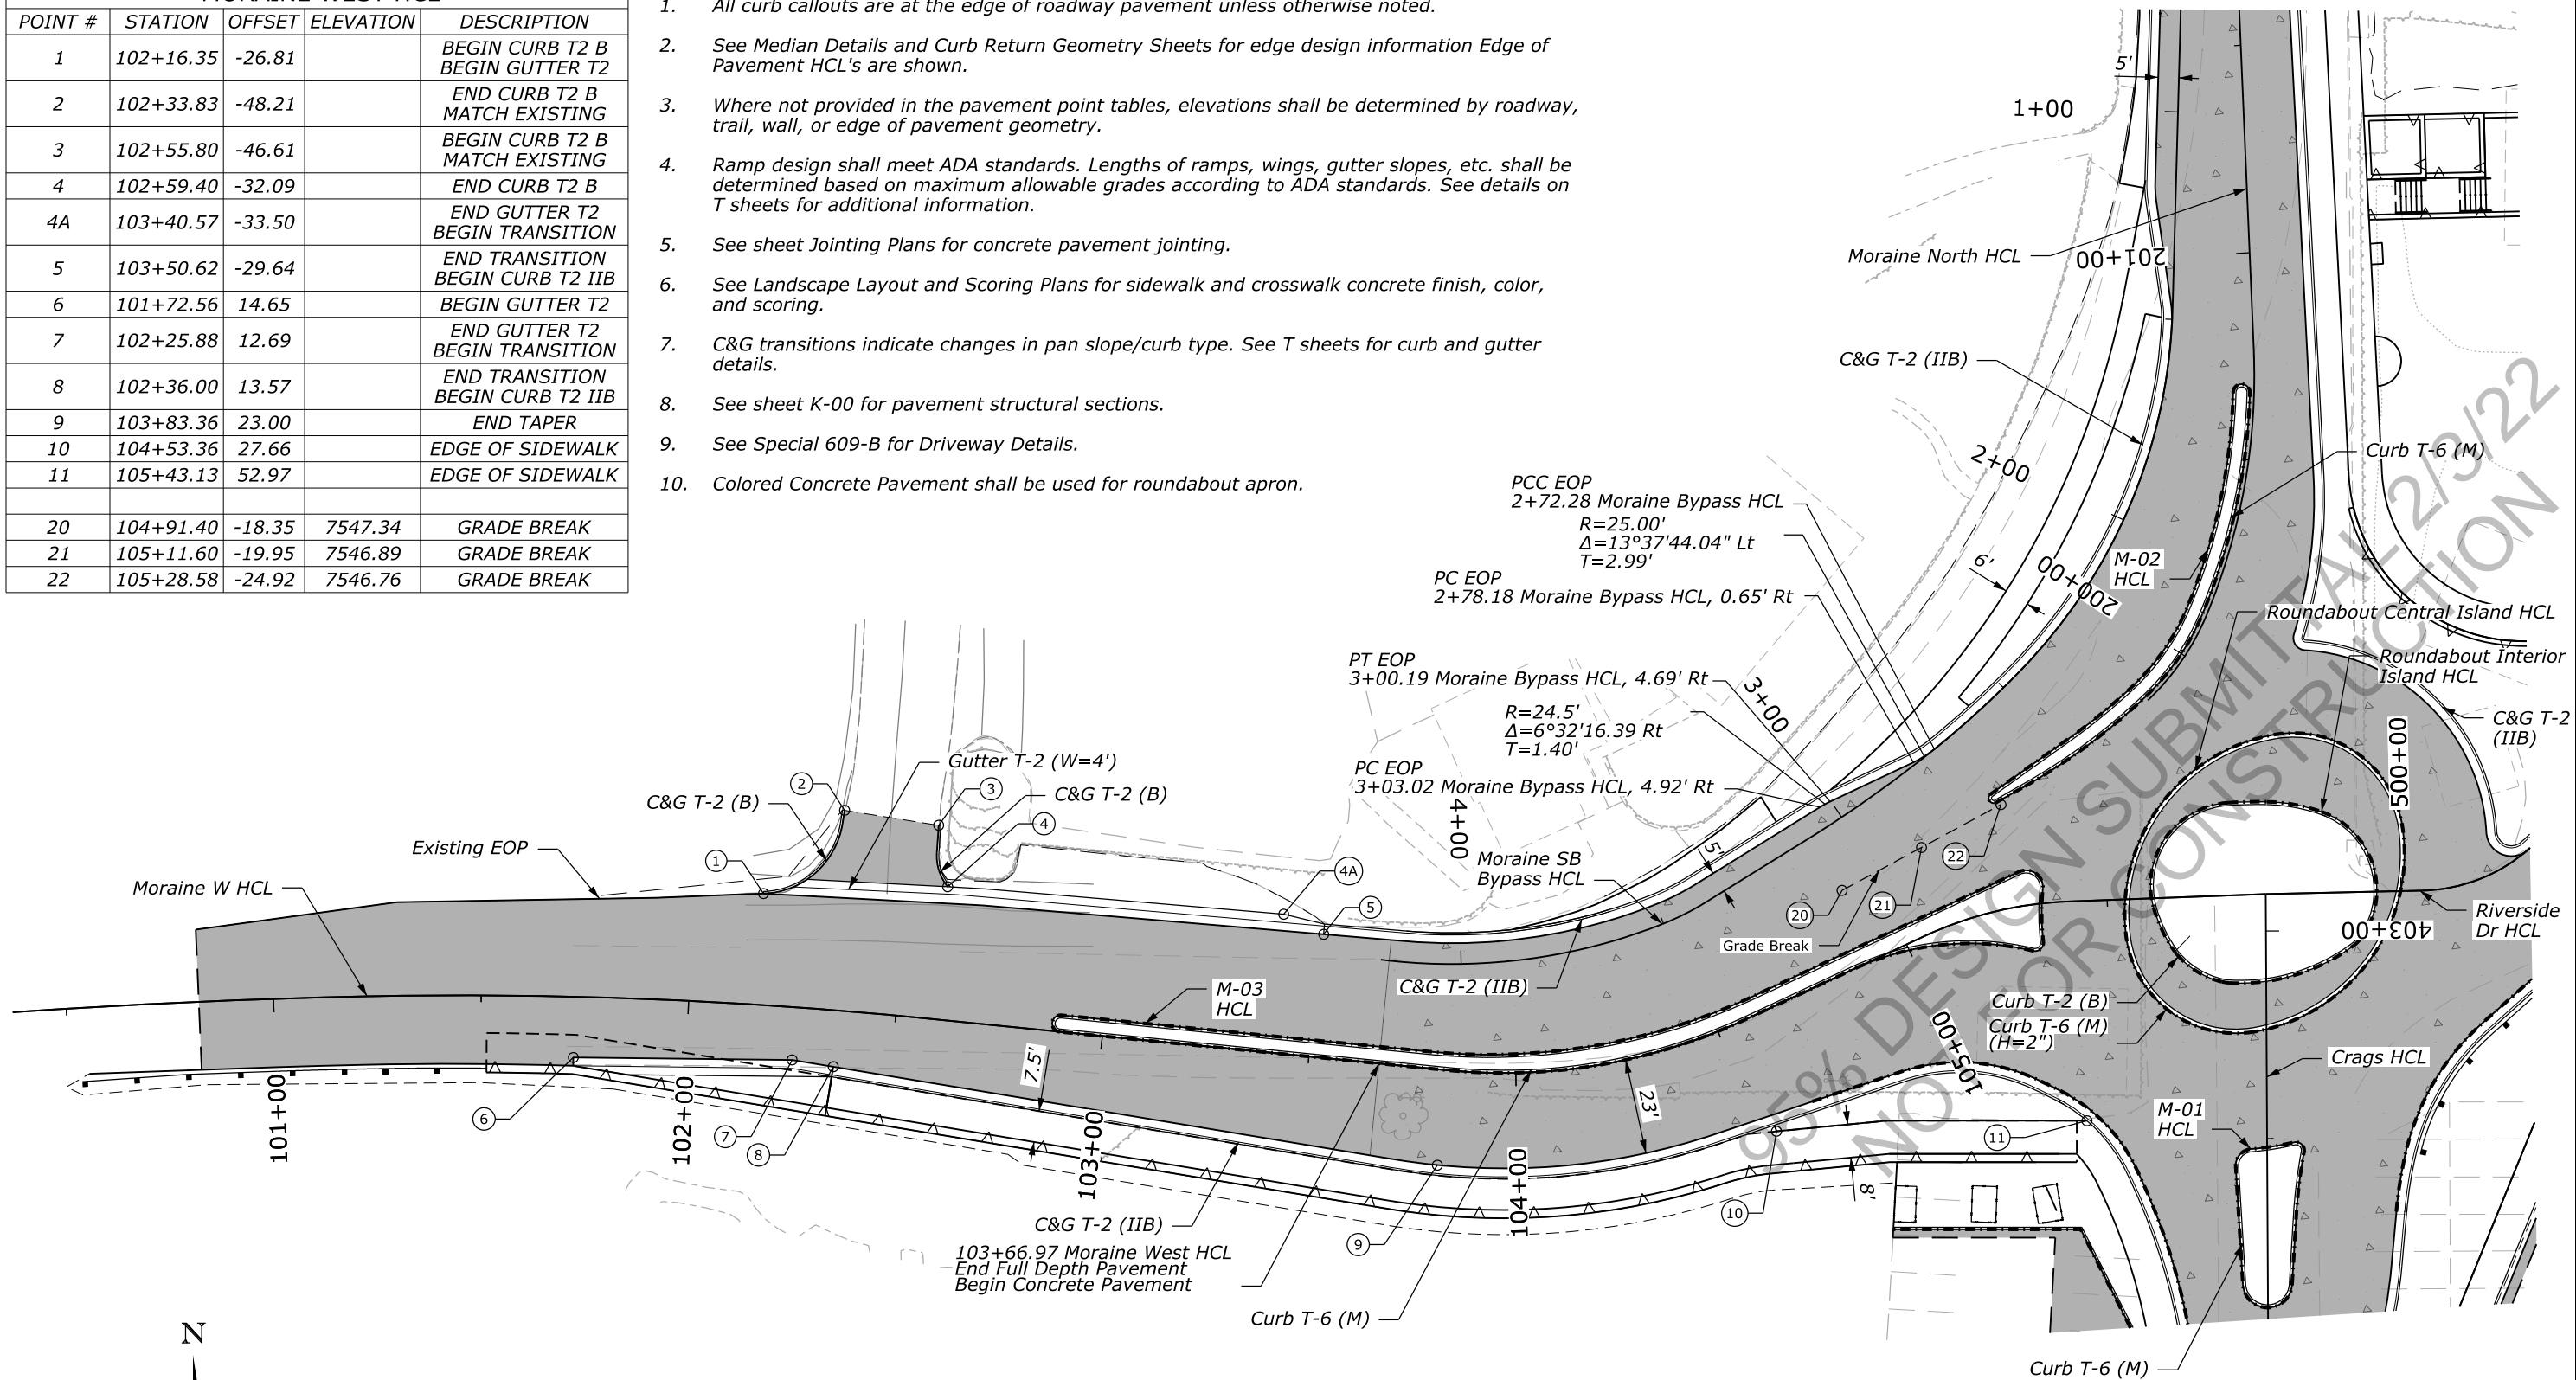 POINT # STATION OFFSET ELEVATION DESCRIPTION
1 102+16.35 -26.81 BEGIN CURB T2 B
BEGIN GUTTER T2
2 102+33.83 -48.21 END CURB T2 B
MATCH EXISTING
3 102+55.80 -46.61 BEGIN CURB T2 B
MATCH EXISTING
4 102+59.40 -32.09 END CURB T2 B
4A 103+40.57 -33.50 END GUTTER T2
BEGIN TRANSITION
5 103+50.62 -29.64 END TRANSITION
BEGIN CURB T2 IIB
6 101+72.56 14.65 BEGIN GUTTER T2
7 102+25.88 12.69 END GUTTER T2
BEGIN TRANSITION
8 102+36.00 13.57 END TRANSITION
BEGIN CURB T2 IIB
9 103+83.36 23.00 END TAPER
10 104+53.36 27.66 EDGE OF SIDEWALK
11 105+43.13 52.97 EDGE OF SIDEWALK
20 104+91.40 -18.35 7547.34 GRADE BREAK
21 105+11.60 -19.95 7546.89 GRADE BREAK
22 105+28.58 -24.92 7546.76 GRADE BREAK
1. All curb callouts are at the edge of roadway pavement unless otherwise noted.
2. See Median Details and Curb Return Geometry Sheets for edge design information Edge of
Pavement HCL's are shown.
3. Where not provided in the pavement point tables, elevations shall be determined by roadway,
trail, wall, or edge of pavement geometry.
4. Ramp design shall meet ADA standards. Lengths of ramps, wings, gutter slopes, etc. shall be
determined based on maximum allowable grades according to ADA standards. See details on
T sheets for additional information.
5. See sheet Jointing Plans for concrete pavement jointing.
6. See Landscape Layout and Scoring Plans for sidewalk and crosswalk concrete finish, color,
and scoring.
7. C&G transitions indicate changes in pan slope/curb type. See T sheets for curb and gutter
details.
8. See sheet K-00 for pavement structural sections.
9. See Special 609-B for Driveway Details.
10. Colored Concrete Pavement shall be used for roundabout apron.
5'
1+00
Moraine North HCL
201+00
C&G T-2 (IIB)
2+00
Curb T-6 (M)
PCC EOP
2+72.28 Moraine Bypass HCL
R=25.00'
Δ=13°37'44.04" Lt
T=2.99'
PC EOP
2+78.18 Moraine Bypass HCL, 0.65' Rt
6'
200+00
M-02
HCL
Roundabout Central Island HCL
Roundabout Interior
Island HCL
PT EOP
3+00.19 Moraine Bypass HCL, 4.69' Rt
3+00
R=24.5'
Δ=6°32'16.39 Rt
T=1.40'
PC EOP
3+03.02 Moraine Bypass HCL, 4.92' Rt
C&G T-2
(IIB)
500+00
4+00
Gutter T-2 (W=4')
2
3
C&G T-2 (B)
C&G T-2 (B)
4
Existing EOP
1
Moraine W HCL
4A
5
Moraine SB
Bypass HCL
5'
20
21
22
Grade Break
Riverside
Dr HCL
403+00
M-03
HCL
C&G T-2 (IIB)
Curb T-2 (B)
Curb T-6 (M)
(H=2")
Crags HCL
7.5'
23'
105+00
M-01
HCL
101+00
102+00
103+00
104+00
6
7
8
9
10
11
8'
C&G T-2 (IIB)
103+66.97 Moraine West HCL
End Full Depth Pavement
Begin Concrete Pavement
Curb T-6 (M)
Curb T-6 (M)
N
95% DESIGN SUBMITTAL 2/3/22
NOT FOR CONSTRUCTION